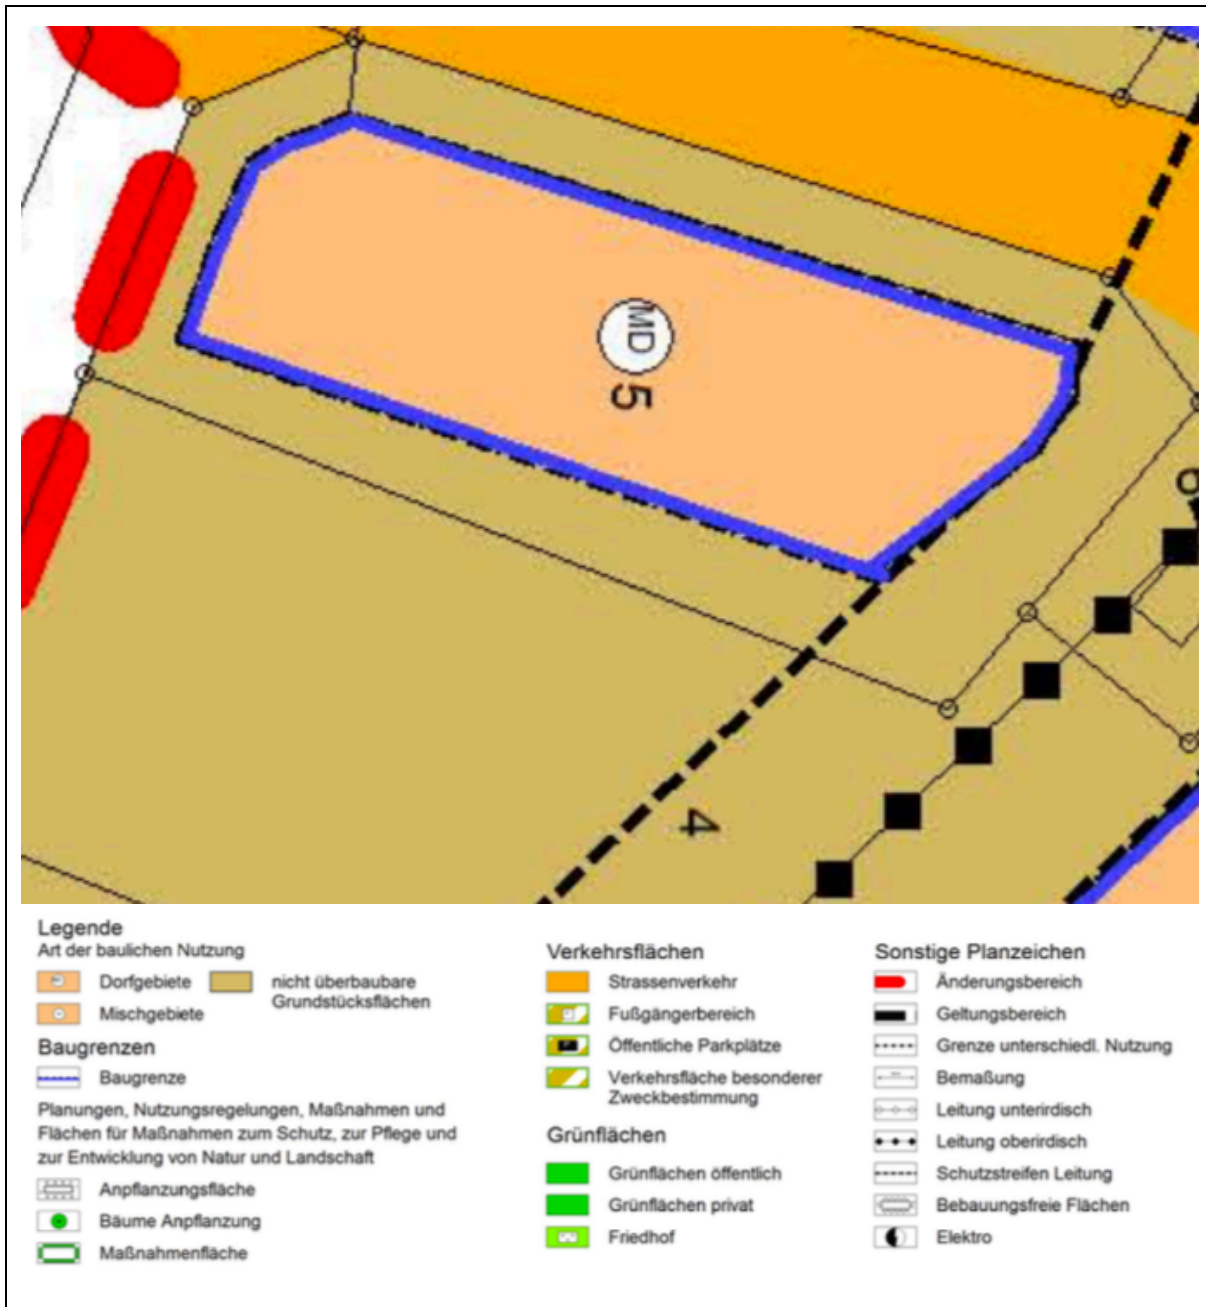 MD
5
6
4
Legende
Art der baulichen Nutzung
Dorfgebiete
nicht überbaubare
Grundstücksflächen
Mischgebiete
Baugrenzen
Baugrenze
Planungen, Nutzungsregelungen, Maßnahmen und
Flächen für Maßnahmen zum Schutz, zur Pflege und
zur Entwicklung von Natur und Landschaft
Anpflanzungsfläche
Bäume Anpflanzung
Maßnahmenfläche
Verkehrsflächen
Strassenverkehr
Fußgängerbereich
Öffentliche Parkplätze
Verkehrsfläche besonderer
Zweckbestimmung
Grünflächen
Grünflächen öffentlich
Grünflächen privat
Friedhof
Sonstige Planzeichen
Änderungsbereich
Geltungsbereich
Grenze unterschiedl. Nutzung
Bemaßung
Leitung unterirdisch
Leitung oberirdisch
Schutzstreifen Leitung
Bebauungsfreie Flächen
Elektro